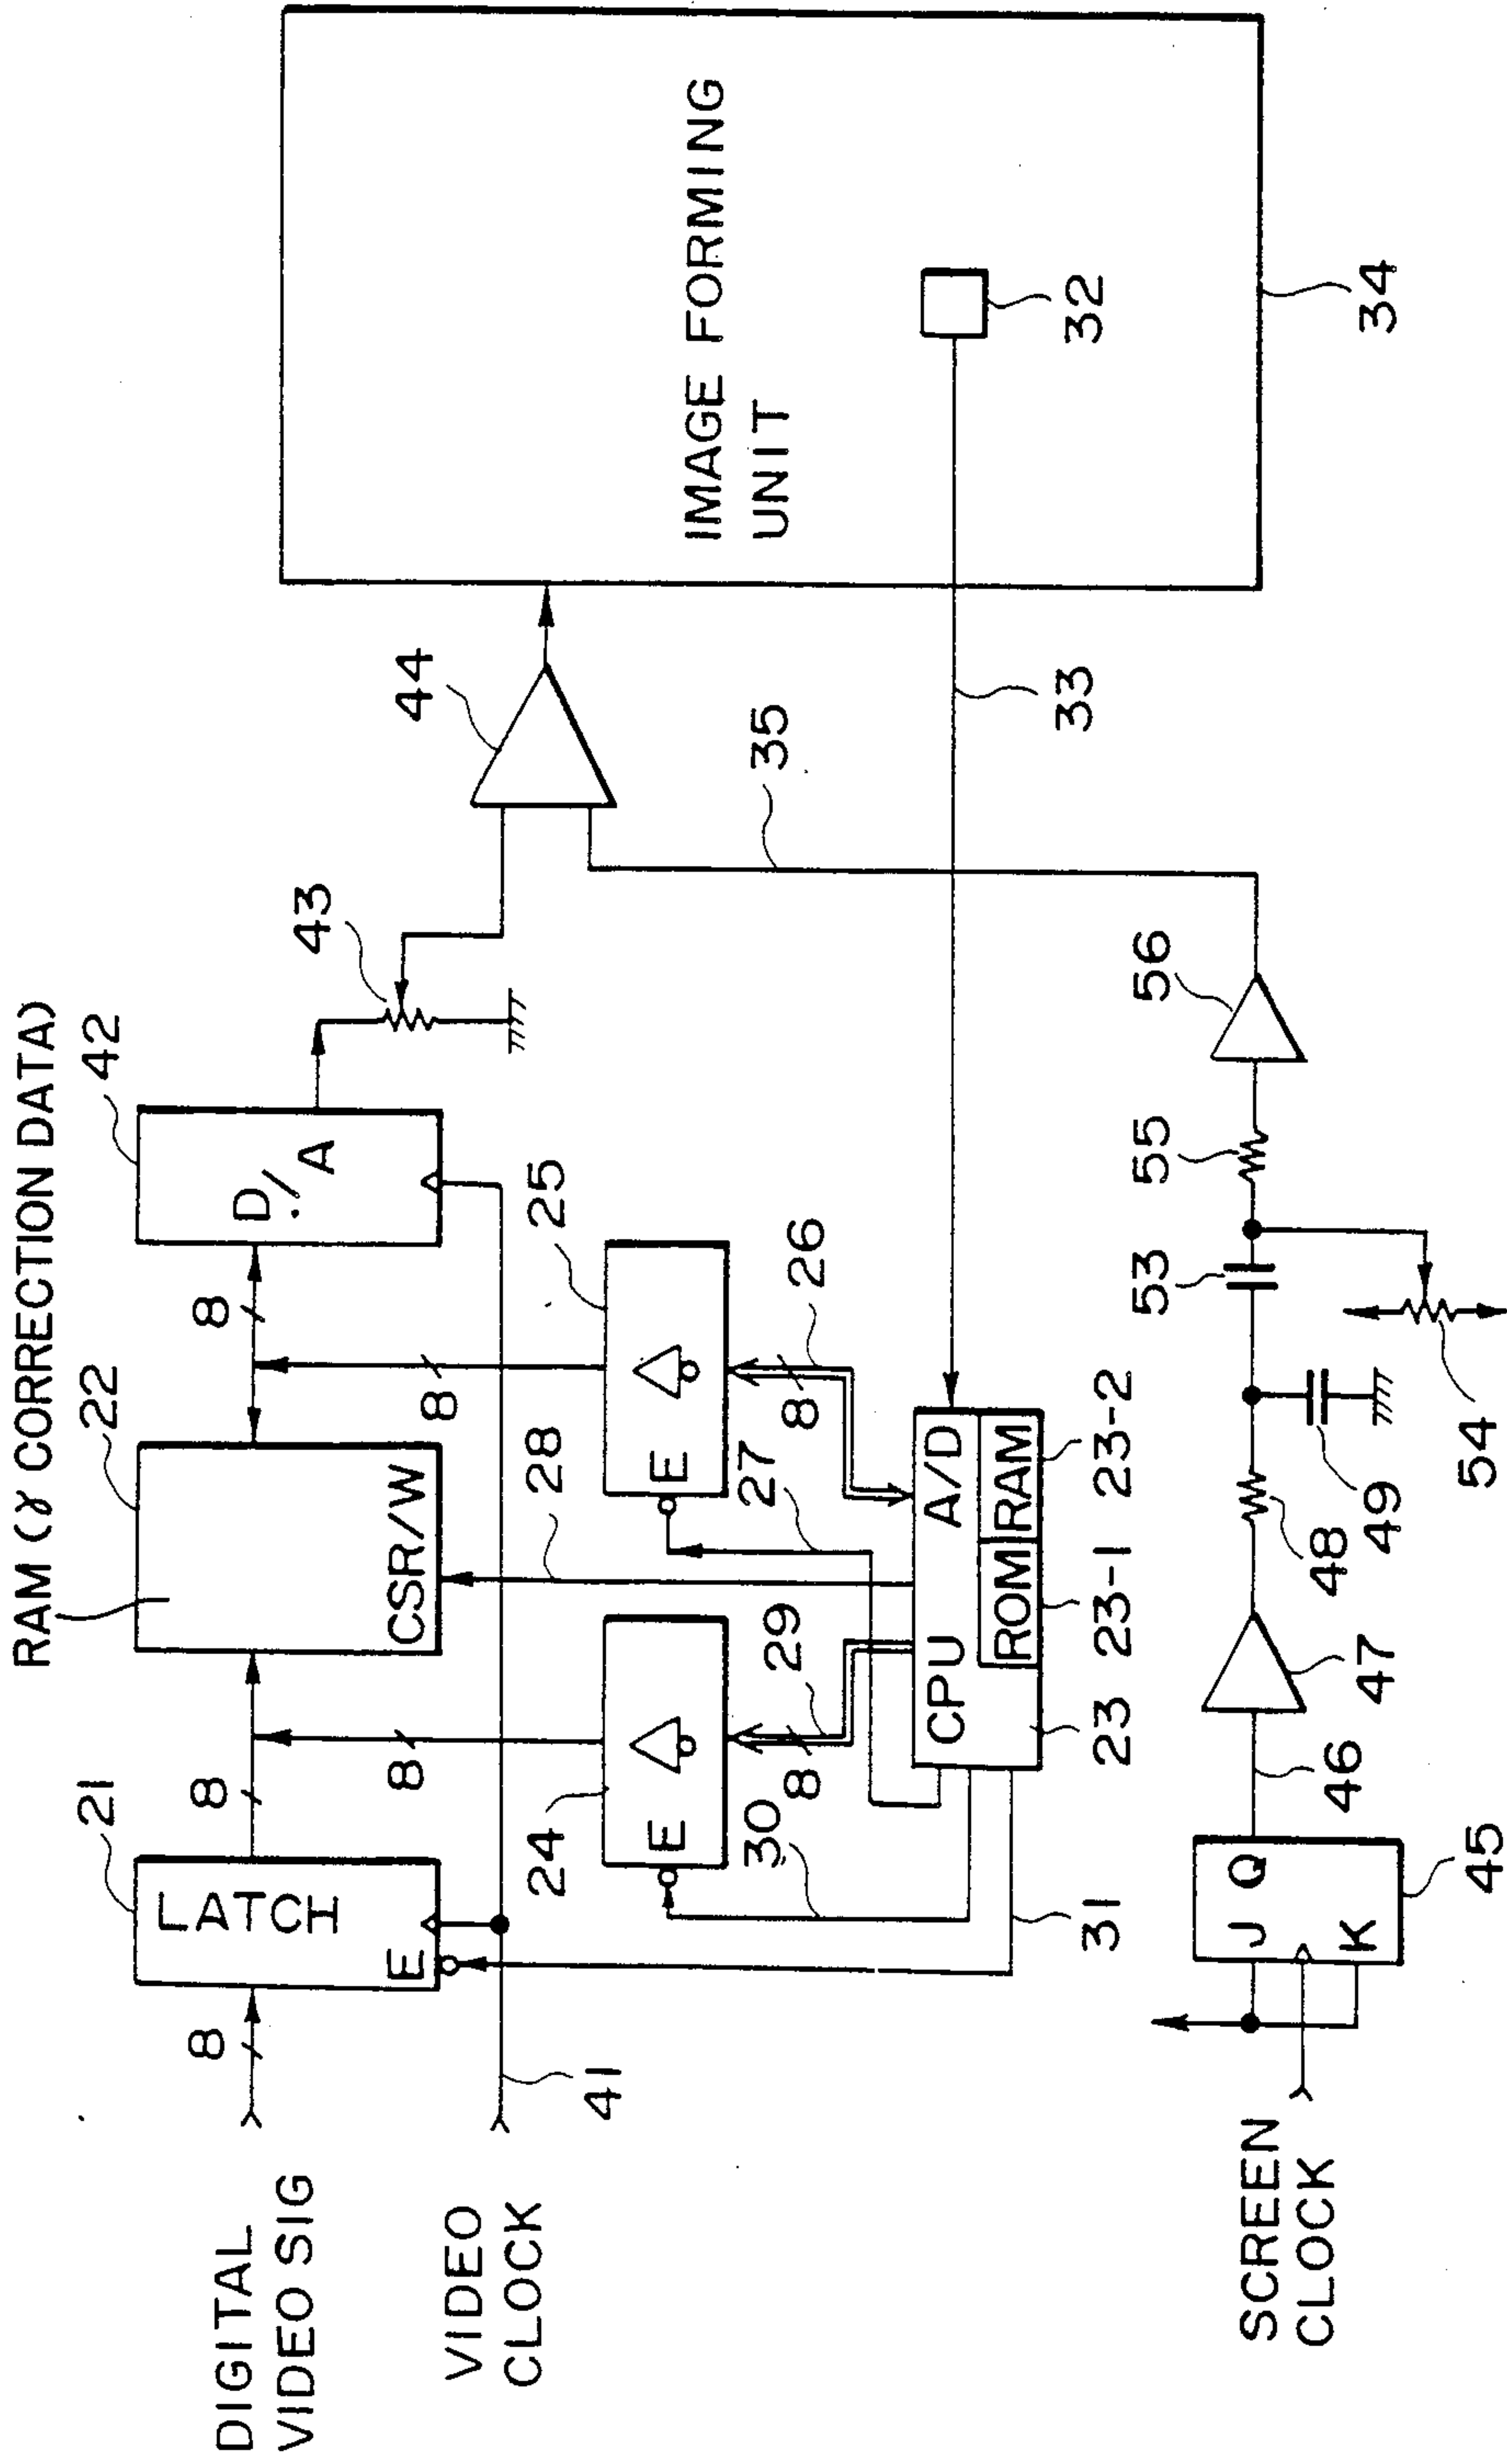 RAM (γ CORRECTION DATA)
21
22
42
43
44
DIGITAL
VIDEO SIG
8
LATCH
E
8
CSR/W
8
D/A
VIDEO
CLOCK
41
8
8
24
E
25
E
28
27
26
8
29
8
30
31
CPU
A/D
ROM
RAM
23
23-1
23-2
35
33
IMAGE FORMING
UNIT
32
34
SCREEN
CLOCK
J
Q
K
45
46
47
48
49
53
54
55
56